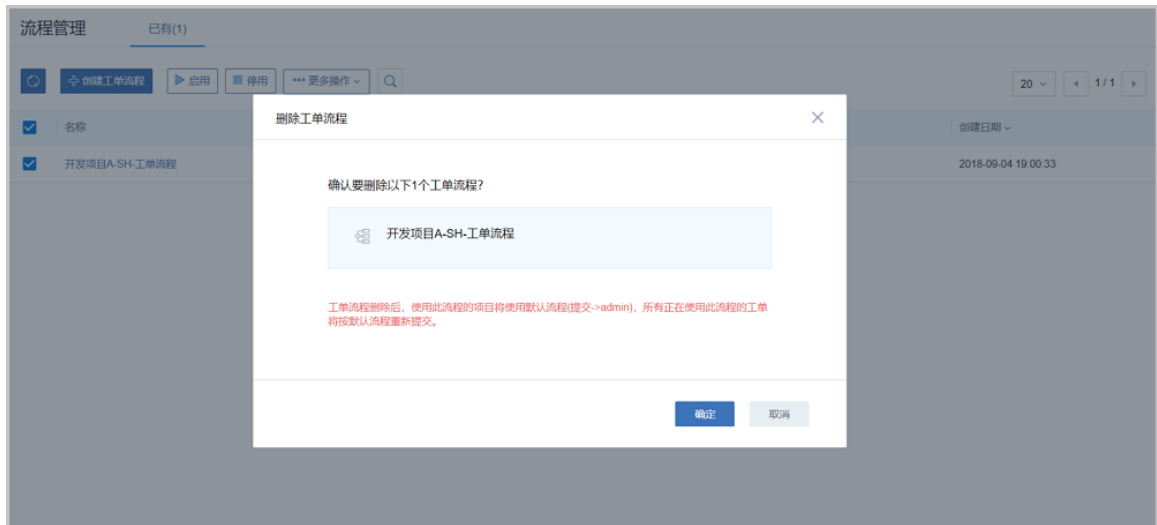 流程管理 已有(1)
创建工单流程 启用 停用 更多操作 20 1/1
删除工单流程
名称 创建日期
开发项目A-SH-工单流程 2018-09-04 19:00:33
确认要删除以下1个工单流程?
开发项目A-SH-工单流程
工单流程删除后，使用此流程的项目将使用默认流程(提交->admin)，所有正在使用此流程的工单
将按默认流程重新提交。
确定 取消